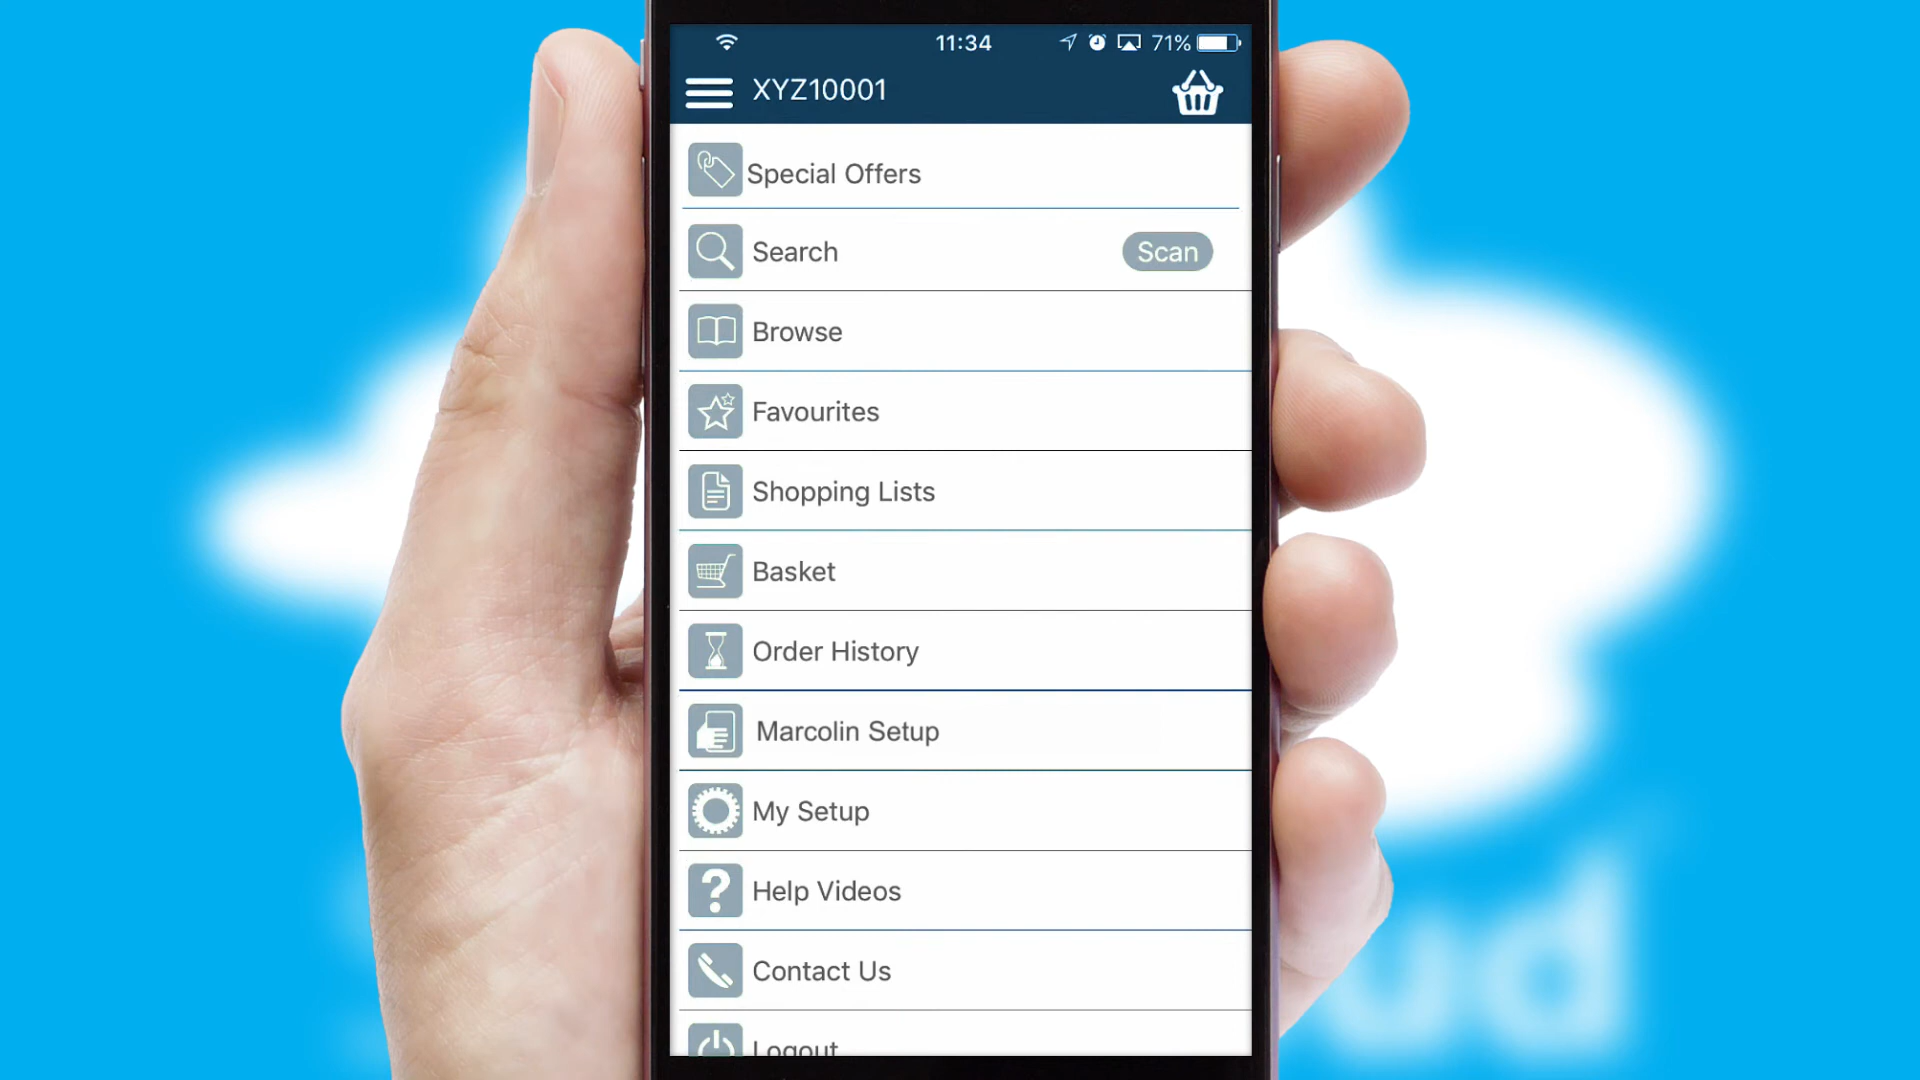 11:34 71%
XYZ10001
Special Offers
Search Scan
Browse
Favourites
Shopping Lists
Basket
Order History
Marcolin Setup
My Setup
Help Videos
Contact Us
Logout